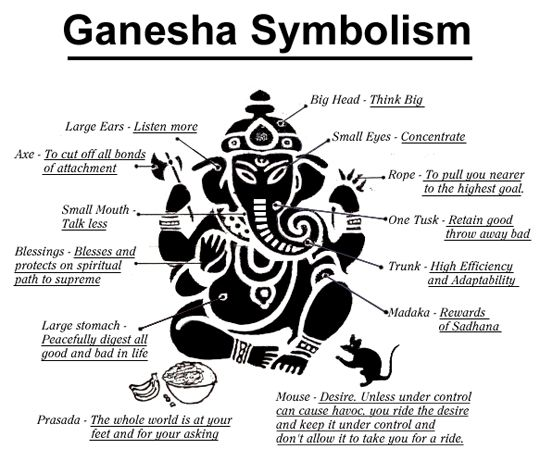 Ganesha Symbolism
Big Head - Think Big
Large Ears - Listen more
Small Eyes - Concentrate
Axe - To cut off all bonds
of attachment
Rope - To pull you nearer
to the highest goal.
Small Mouth -
Talk less
One Tusk - Retain good
throw away bad
Blessings - Blesses and
protects on spiritual
path to supreme
Trunk - High Efficiency
and Adaptability
Madaka - Rewards
of Sadhana
Large stomach -
Peacefully digest all
good and bad in life
Mouse - Desire. Unless under control
can cause havoc, you ride the desire
and keep it under control and
don't allow it to take you for a ride.
Prasada - The whole world is at your
feet and for your asking